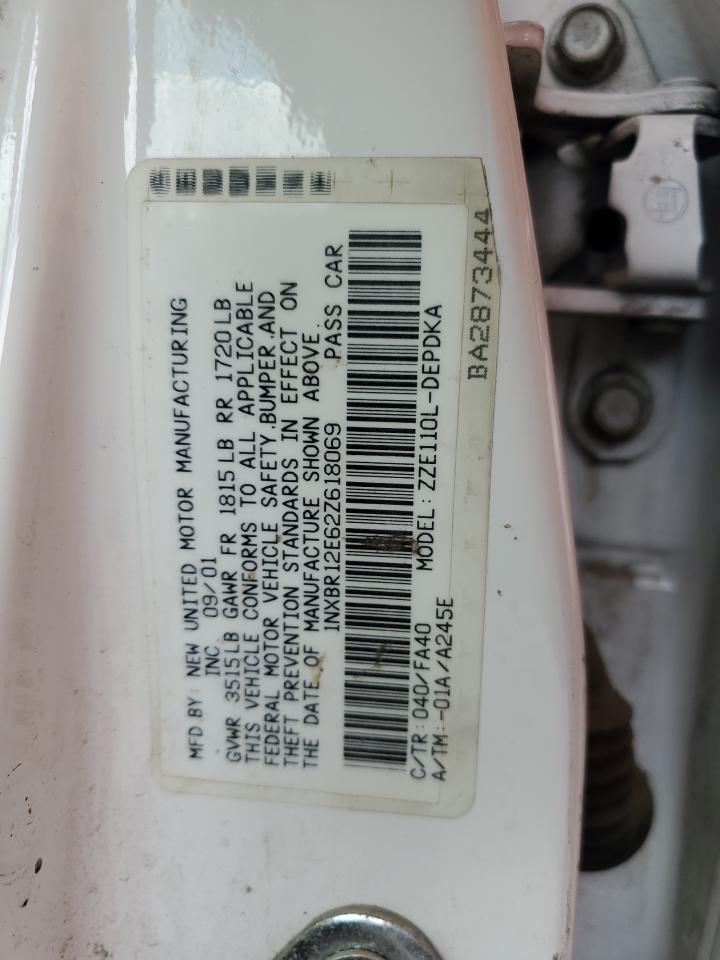 MFD.BY: NEW UNITED MOTOR MANUFACTURING
INC 09/01
GVWR 3515LB GAWR FR 1815LB RR 1720LB
THIS VEHICLE CONFORMS TO ALL APPLICABLE
FEDERAL MOTOR VEHICLE SAFETY,BUMPER,AND
THEFT PREVENTION STANDARDS IN EFFECT ON
THE DATE OF MANUFACTURE SHOWN ABOVE.
1NXBR12E62Z618069 PASS CAR
C/TR:040/FA40 MODEL:ZZE110L-DEPDKA
A/TM:-01A/A245E
BA2873444